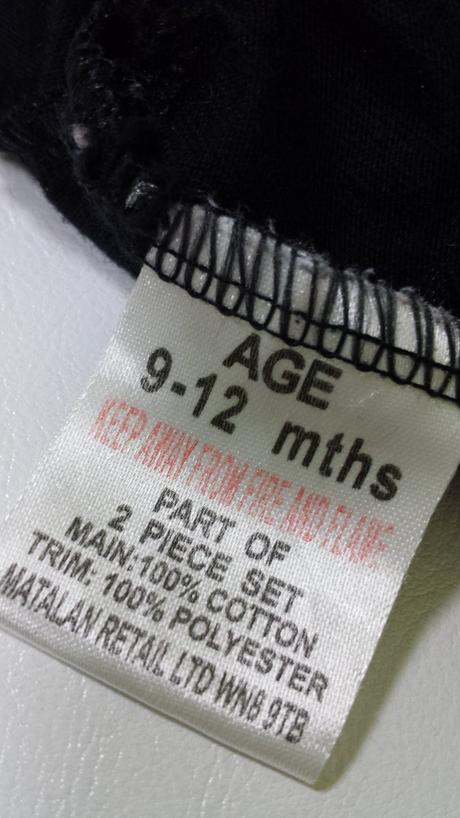 AGE
9-12 mths
KEEP AWAY FROM FIRE AND FLAME
PART OF
2 PIECE SET
MAIN:100% COTTON
TRIM: 100% POLYESTER
MATALAN RETAIL LTD WN8 9TB